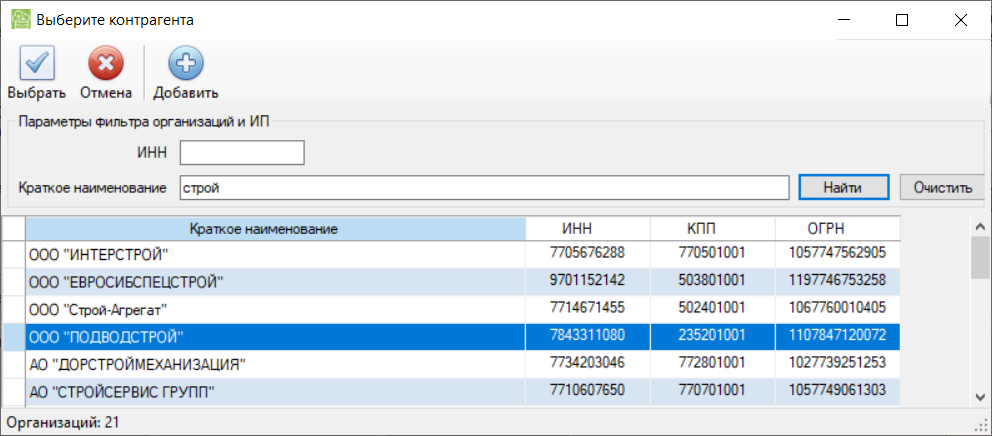 Выберите контрагента
Выбрать Отмена Добавить
Параметры фильтра организаций и ИП
ИНН
Краткое наименование строй Найти Очистить
Краткое наименование ИНН КПП ОГРН
ООО "ИНТЕРСТРОЙ" 7705676288 770501001 1057747562905
ООО "ЕВРОСИБСПЕЦСТРОЙ" 9701152142 503801001 1197746753258
ООО "Строй-Агрегат" 7714671455 502401001 1067760010405
ООО "ПОДВОДСТРОЙ" 7843311080 235201001 1107847120072
АО "ДОРСТРОЙМЕХАНИЗАЦИЯ" 7734203046 772801001 1027739251253
АО "СТРОЙСЕРВИС ГРУПП" 7710607650 770701001 1057749061303
Организаций: 21